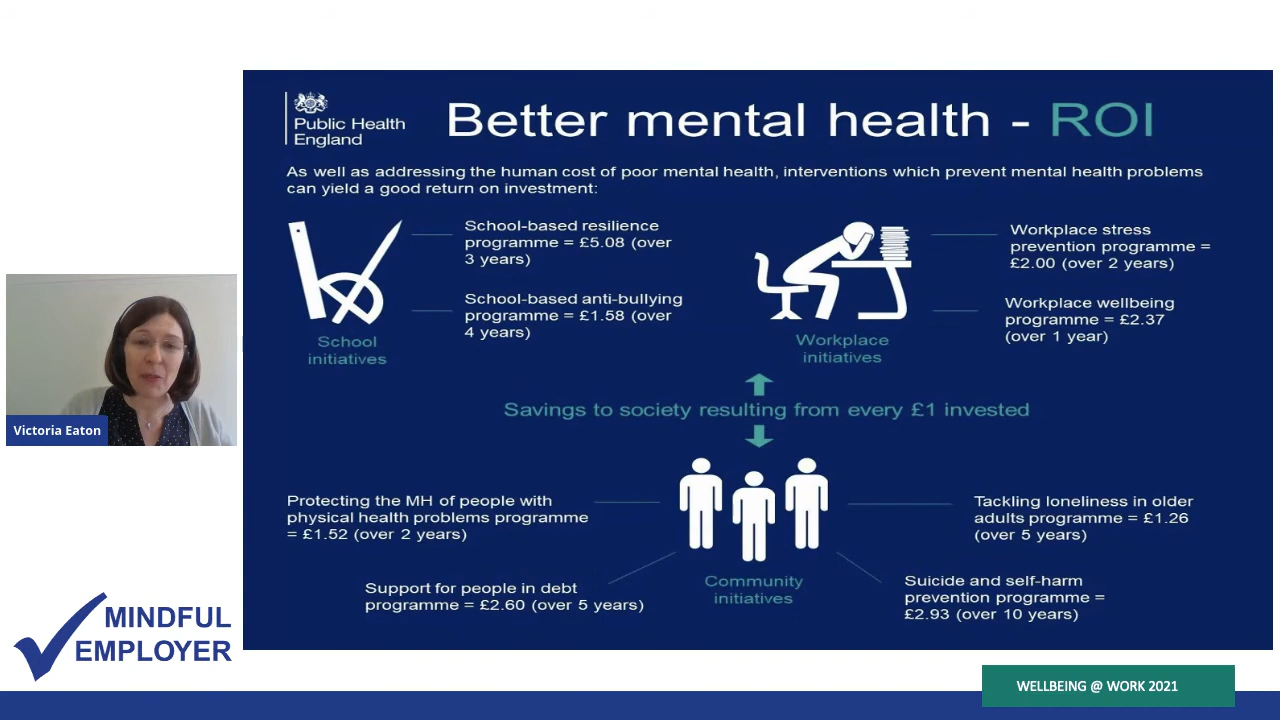 Public Health
England
Better mental health - ROI
As well as addressing the human cost of poor mental health, interventions which prevent mental health problems
can yield a good return on investment:
School-based resilience
programme = £5.08 (over
3 years)
School-based anti-bullying
programme = £1.58 (over
4 years)
School
initiatives
Workplace stress
prevention programme =
£2.00 (over 2 years)
Workplace wellbeing
programme = £2.37
(over 1 year)
Workplace
initiatives
Savings to society resulting from every £1 invested
Protecting the MH of people with
physical health problems programme
= £1.52 (over 2 years)
Support for people in debt
programme = £2.60 (over 5 years)
Community
initiatives
Tackling loneliness in older
adults programme = £1.26
(over 5 years)
Suicide and self-harm
prevention programme =
£2.93 (over 10 years)
Victoria Eaton
MINDFUL
EMPLOYER
WELLBEING @ WORK 2021